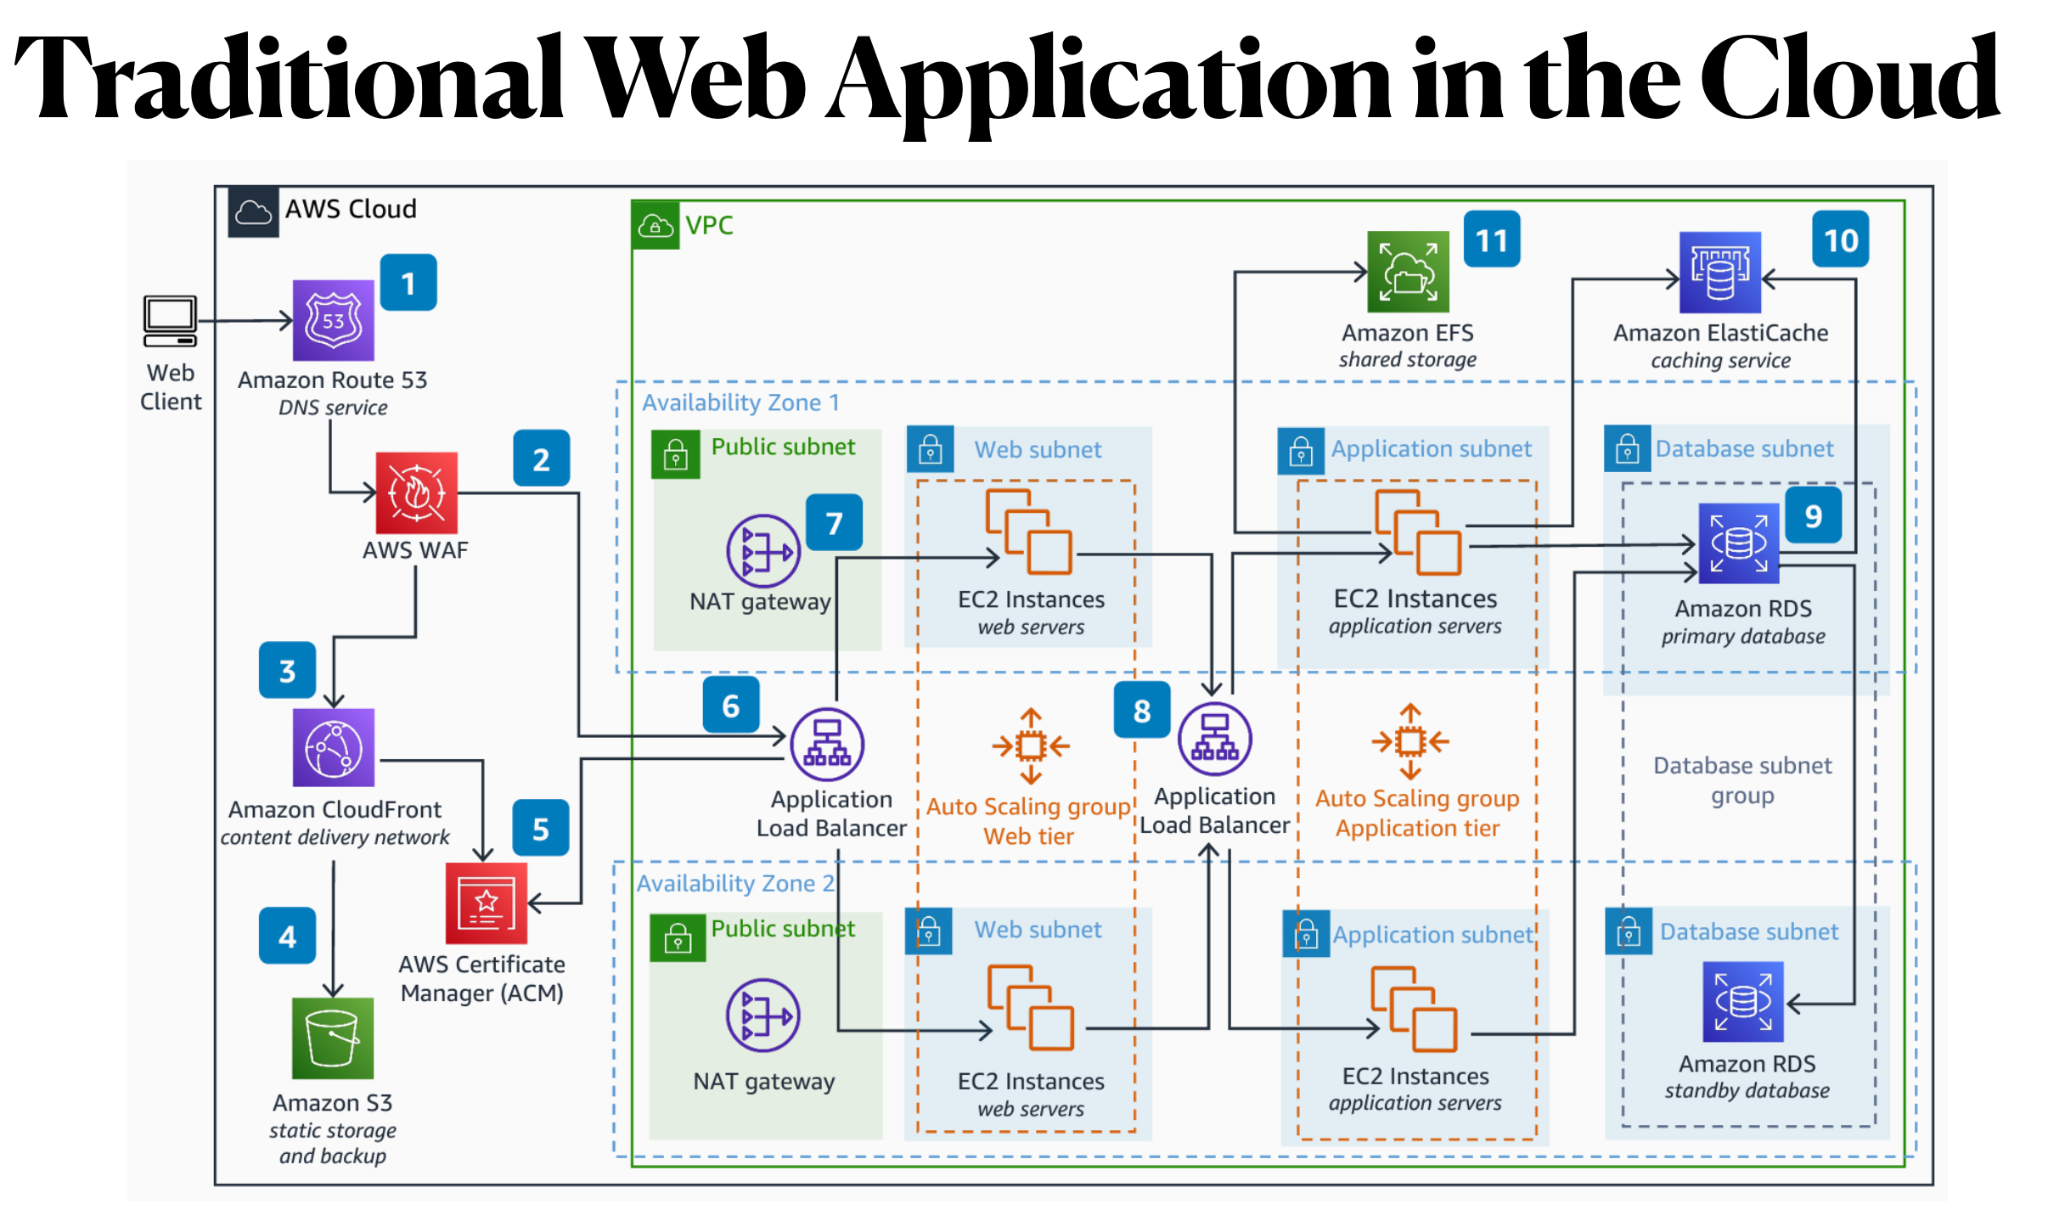 Traditional Web Application in the Cloud
AWS Cloud
VPC
1
11
10
53
Web
Client
Amazon Route 53
DNS service
Amazon EFS
shared storage
Amazon ElastiCache
caching service
2
AWS WAF
Availability Zone 1
Public subnet
7
NAT gateway
Web subnet
EC2 Instances
web servers
Application subnet
EC2 Instances
application servers
Database subnet
9
Amazon RDS
primary database
3
Amazon CloudFront
content delivery network
5
AWS Certificate
Manager (ACM)
4
Amazon S3
static storage
and backup
6
Application
Load Balancer
Auto Scaling group
Web tier
8
Application
Load Balancer
Auto Scaling group
Application tier
Database subnet
group
Availability Zone 2
Public subnet
NAT gateway
Web subnet
EC2 Instances
web servers
Application subnet
EC2 Instances
application servers
Database subnet
Amazon RDS
standby database